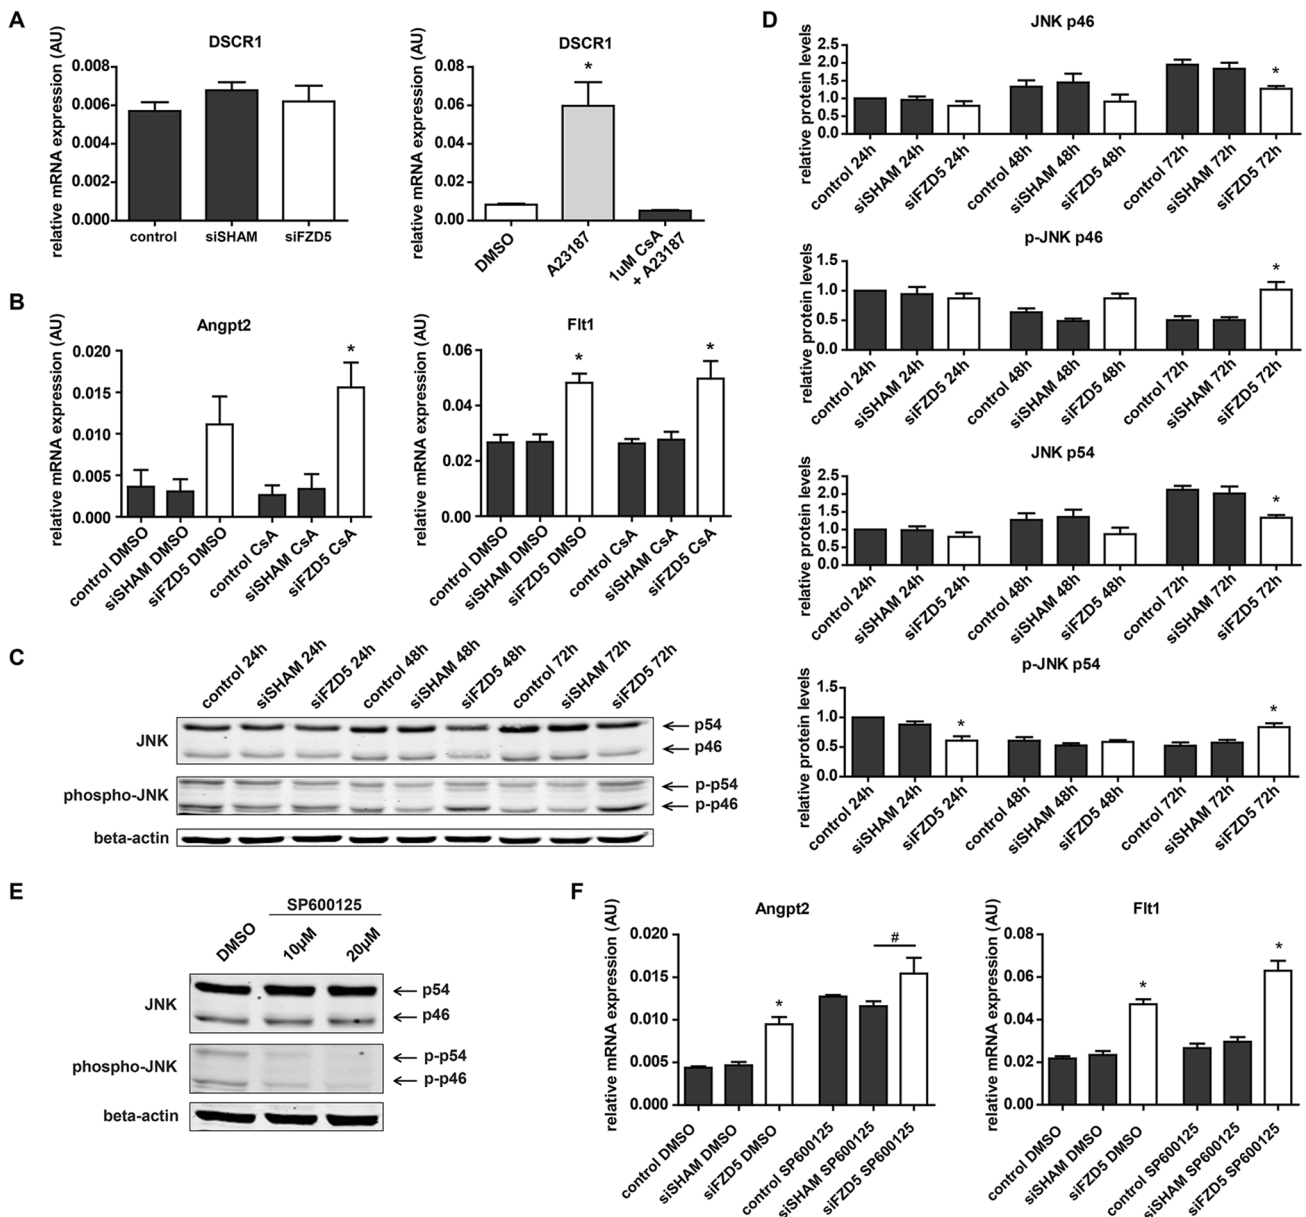 A
DSCR1
relative mRNA expression (AU)
0.008
0.006
0.004
0.002
0.000
control
siSHAM
siFZD5
DSCR1
relative mRNA expression (AU)
0.08
0.06
0.04
0.02
0.00
*
DMSO
A23187
1uM CsA
+ A23187
B
Angpt2
relative mRNA expression (AU)
0.020
0.015
0.010
0.005
0.000
*
control DMSO
siSHAM DMSO
siFZD5 DMSO
control CsA
siSHAM CsA
siFZD5 CsA
Flt1
relative mRNA expression (AU)
0.06
0.04
0.02
0.00
*
*
control DMSO
siSHAM DMSO
siFZD5 DMSO
control CsA
siSHAM CsA
siFZD5 CsA
C
control 24h
siSHAM 24h
siFZD5 24h
control 48h
siSHAM 48h
siFZD5 48h
control 72h
siSHAM 72h
siFZD5 72h
JNK
← p54
← p46
phospho-JNK
← p-p54
← p-p46
beta-actin
D
JNK p46
relative protein levels
2.5
2.0
1.5
1.0
0.5
0.0
*
control 24h
siSHAM 24h
siFZD5 24h
control 48h
siSHAM 48h
siFZD5 48h
control 72h
siSHAM 72h
siFZD5 72h
p-JNK p46
relative protein levels
1.5
1.0
0.5
0.0
*
control 24h
siSHAM 24h
siFZD5 24h
control 48h
siSHAM 48h
siFZD5 48h
control 72h
siSHAM 72h
siFZD5 72h
JNK p54
relative protein levels
2.5
2.0
1.5
1.0
0.5
0.0
*
control 24h
siSHAM 24h
siFZD5 24h
control 48h
siSHAM 48h
siFZD5 48h
control 72h
siSHAM 72h
siFZD5 72h
p-JNK p54
relative protein levels
1.5
1.0
0.5
0.0
*
*
control 24h
siSHAM 24h
siFZD5 24h
control 48h
siSHAM 48h
siFZD5 48h
control 72h
siSHAM 72h
siFZD5 72h
E
SP600125
DMSO
10µM
20µM
JNK
← p54
← p46
phospho-JNK
← p-p54
← p-p46
beta-actin
F
Angpt2
relative mRNA expression (AU)
0.020
0.015
0.010
0.005
0.000
*
#
control DMSO
siSHAM DMSO
siFZD5 DMSO
control SP600125
siSHAM SP600125
siFZD5 SP600125
Flt1
relative mRNA expression (AU)
0.08
0.06
0.04
0.02
0.00
*
*
control DMSO
siSHAM DMSO
siFZD5 DMSO
control SP600125
siSHAM SP600125
siFZD5 SP600125